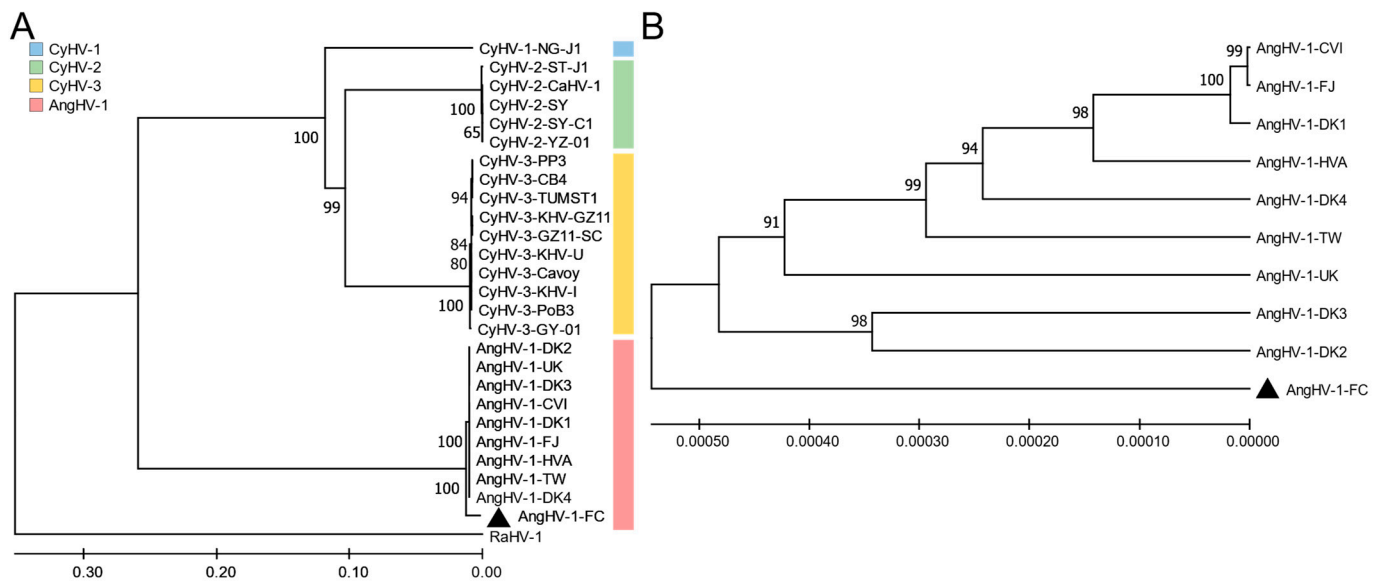 A
CyHV-1
CyHV-2
CyHV-3
AngHV-1
CyHV-1-NG-J1
CyHV-2-ST-J1
CyHV-2-CaHV-1
CyHV-2-SY
CyHV-2-SY-C1
CyHV-2-YZ-01
CyHV-3-PP3
CyHV-3-CB4
CyHV-3-TUMST1
CyHV-3-KHV-GZ11
CyHV-3-GZ11-SC
CyHV-3-KHV-U
CyHV-3-Cavoy
CyHV-3-KHV-I
CyHV-3-PoB3
CyHV-3-GY-01
AngHV-1-DK2
AngHV-1-UK
AngHV-1-DK3
AngHV-1-CVI
AngHV-1-DK1
AngHV-1-FJ
AngHV-1-HVA
AngHV-1-TW
AngHV-1-DK4
AngHV-1-FC
RaHV-1
100
65
100
94
99
84
80
100
100
100
0.30 0.20 0.10 0.00
B
AngHV-1-CVI
AngHV-1-FJ
AngHV-1-DK1
AngHV-1-HVA
AngHV-1-DK4
AngHV-1-TW
AngHV-1-UK
AngHV-1-DK3
AngHV-1-DK2
AngHV-1-FC
99
100
98
94
99
91
98
0.00050 0.00040 0.00030 0.00020 0.00010 0.00000